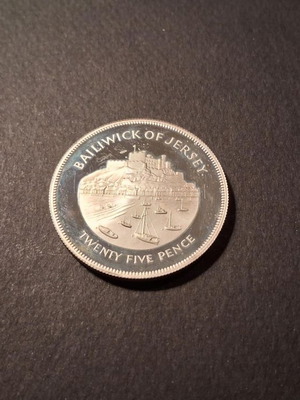 BAILIWICK OF JERSEY
TWENTY FIVE PENCE